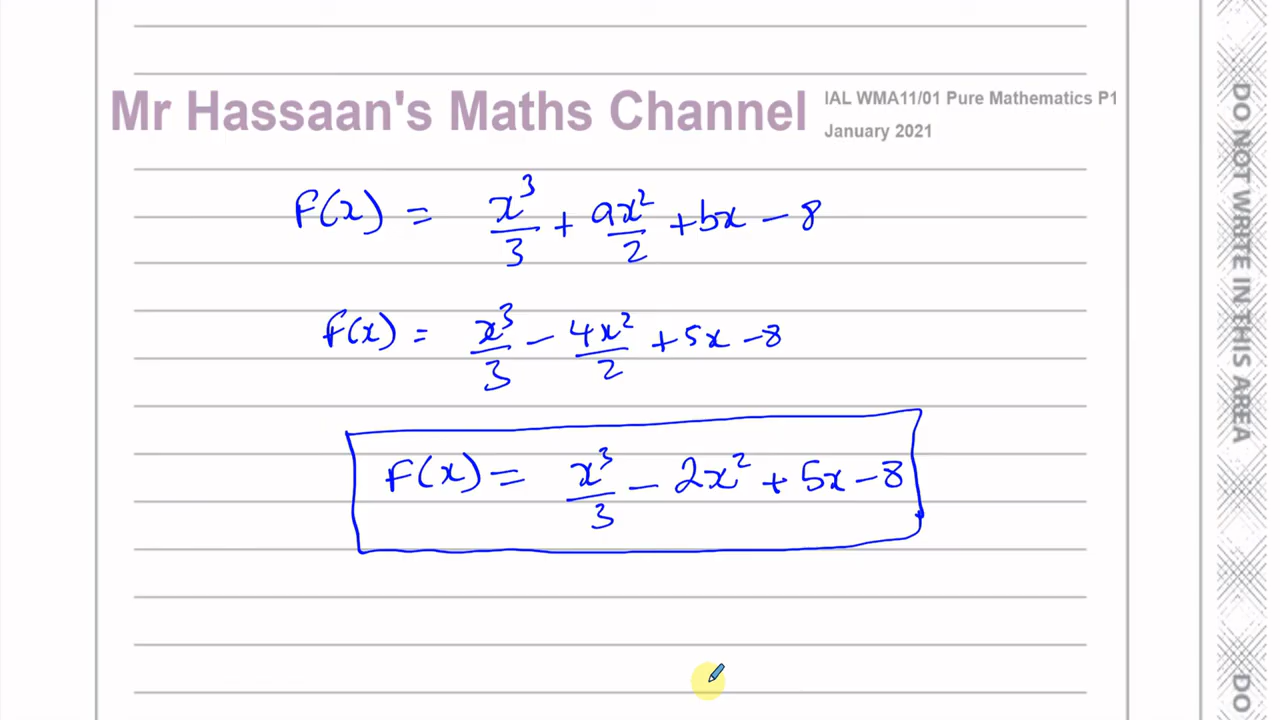 Mr Hassaan's Maths Channel
IAL WMA11/01 Pure Mathematics P1
January 2021
F(x) = x³/3 + ax²/2 + bx - 8
f(x) = x³/3 - 4x²/2 + 5x - 8
F(x) = x³/3 - 2x² + 5x - 8
DO NOT WRITE IN THIS AREA
DO